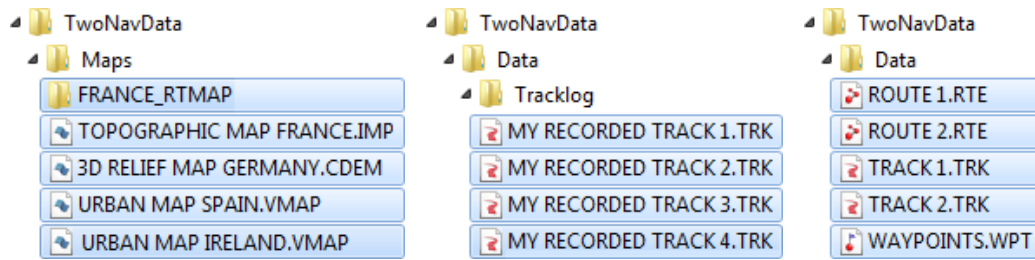 TwoNavData
Maps
FRANCE_RTMAP
TOPOGRAPHIC MAP FRANCE.IMP
3D RELIEF MAP GERMANY.CDEM
URBAN MAP SPAIN.VMAP
URBAN MAP IRELAND.VMAP
TwoNavData
Data
Tracklog
MY RECORDED TRACK 1.TRK
MY RECORDED TRACK 2.TRK
MY RECORDED TRACK 3.TRK
MY RECORDED TRACK 4.TRK
TwoNavData
Data
ROUTE 1.RTE
ROUTE 2.RTE
TRACK 1.TRK
TRACK 2.TRK
WAYPOINTS.WPT